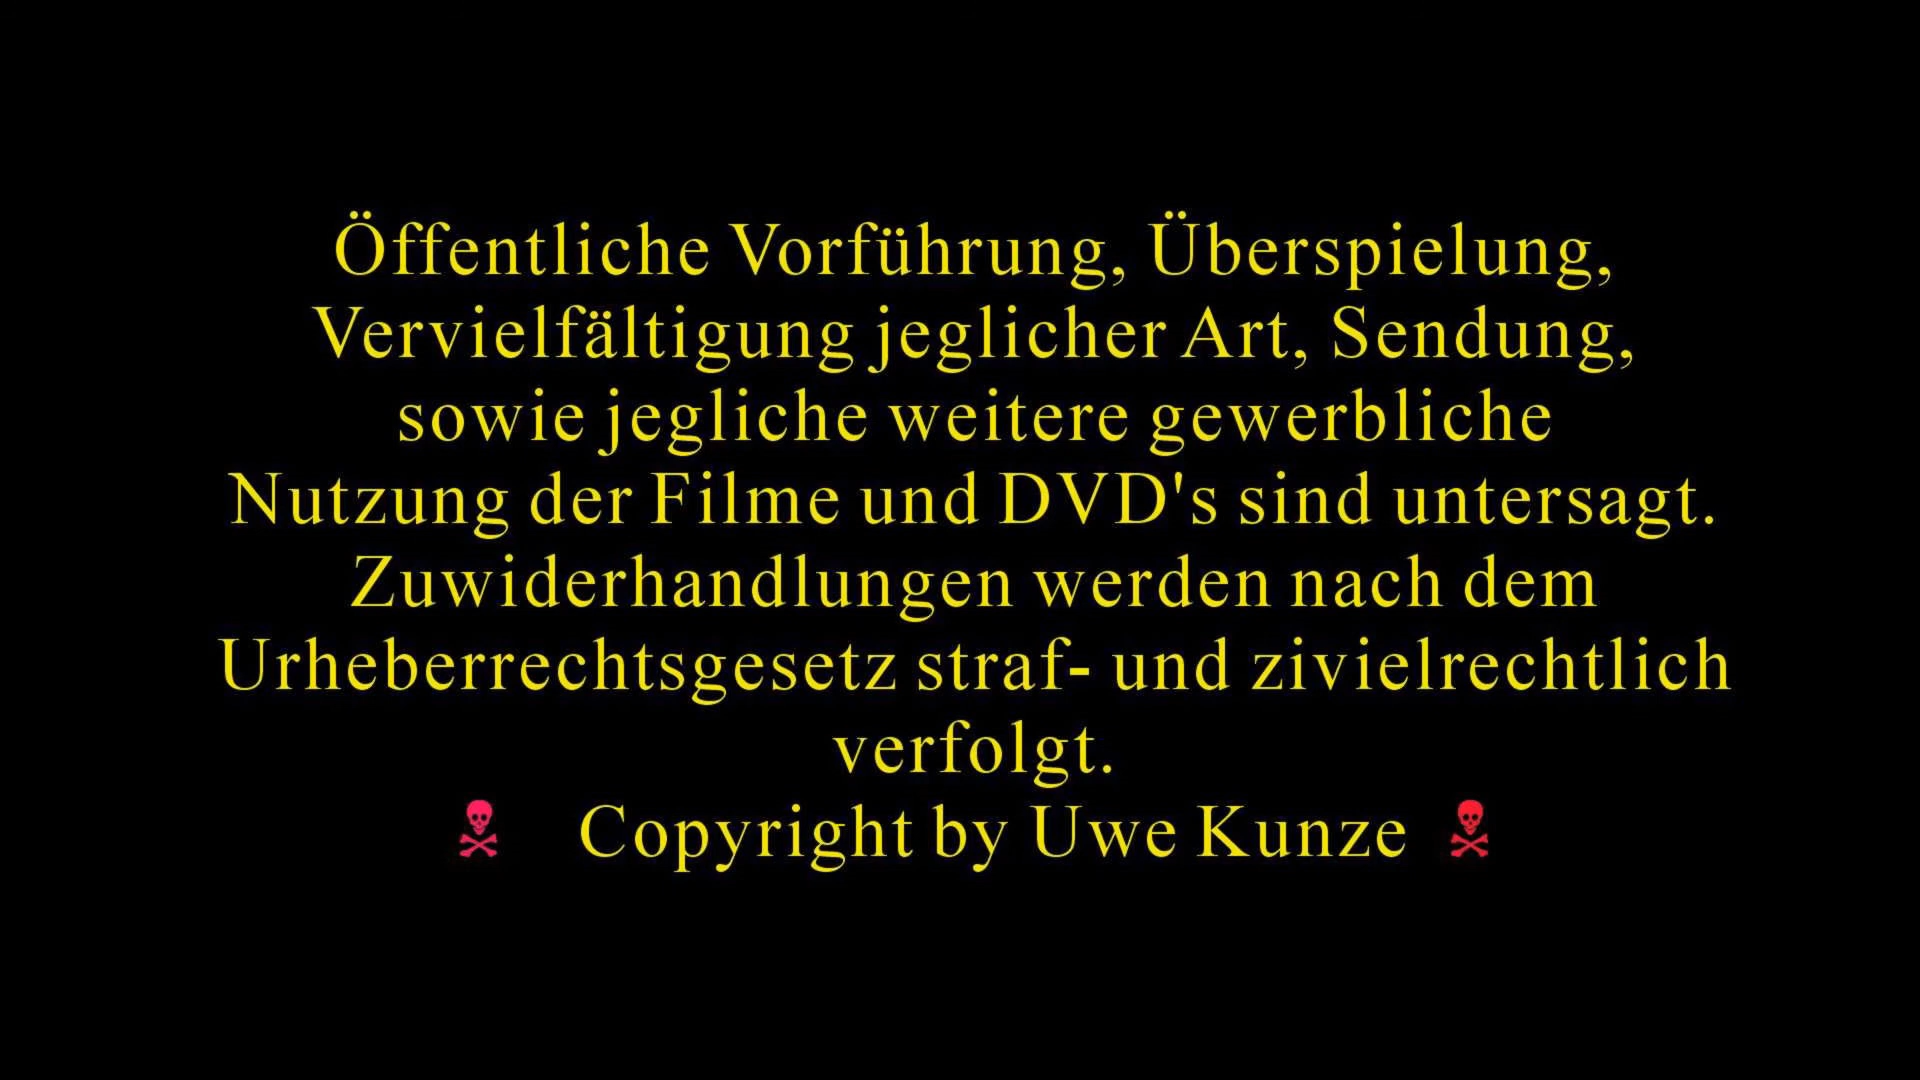 Öffentliche Vorführung, Überspielung,
Vervielfältigung jeglicher Art, Sendung,
sowie jegliche weitere gewerbliche
Nutzung der Filme und DVD's sind untersagt.
Zuwiderhandlungen werden nach dem
Urheberrechtsgesetz straf- und zivielrechtlich
verfolgt.
☠ Copyright by Uwe Kunze ☠